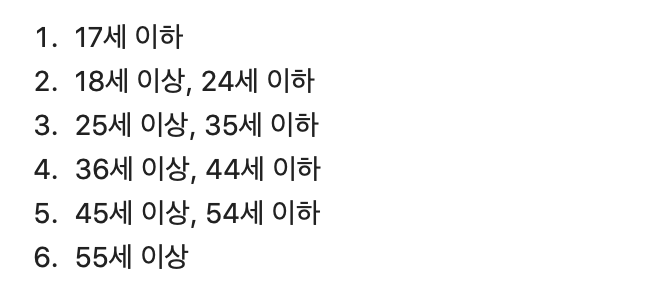 1. 17세 이하
2. 18세 이상, 24세 이하
3. 25세 이상, 35세 이하
4. 36세 이상, 44세 이하
5. 45세 이상, 54세 이하
6. 55세 이상